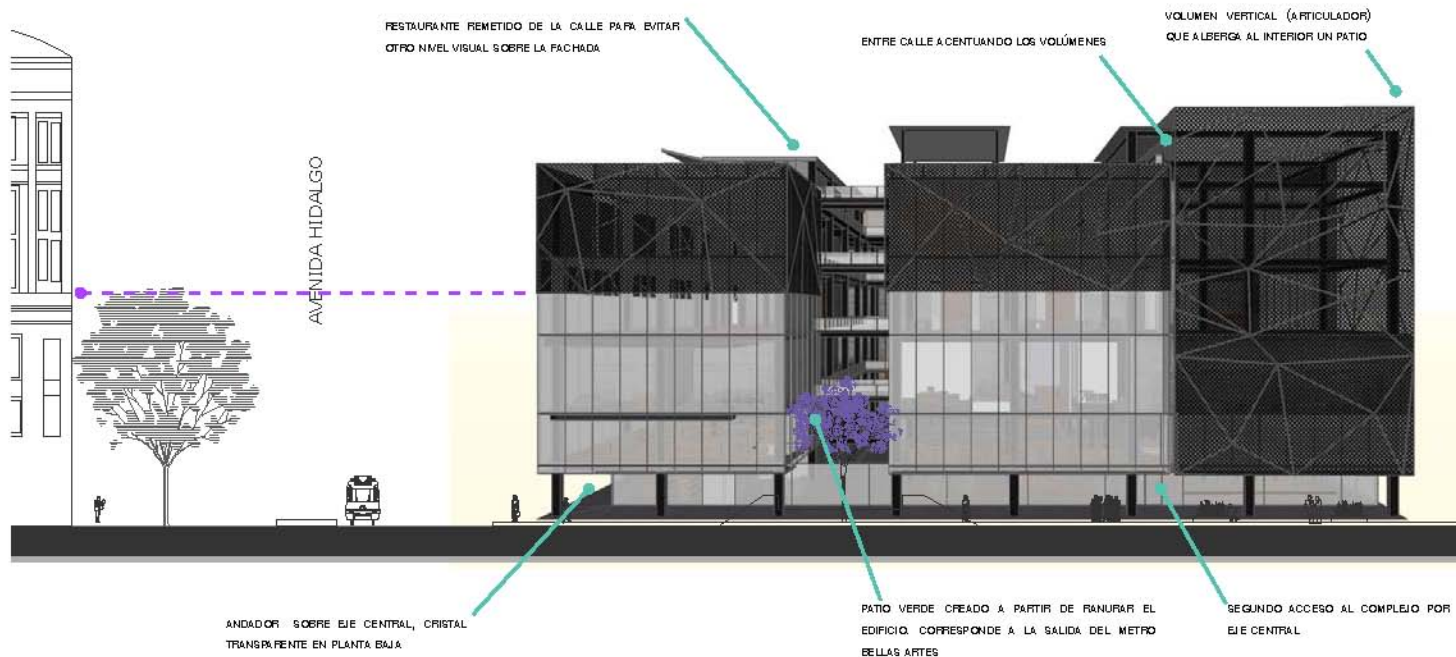 RESTAURANTE REMETIDO DE LA CALLE PARA EVITAR
OTRO NIVEL VISUAL SOBRE LA FACHADA
ENTRE CALLE ACENTUANDO LOS VOLÚMENES
VOLUMEN VERTICAL (ARTICULADOR)
QUE ALBERGA AL INTERIOR UN PATIO
AVENIDA HIDALGO
ANDADOR SOBRE EJE CENTRAL, CRISTAL
TRANSPARENTE EN PLANTA BAJA
PATIO VERDE CREADO A PARTIR DE RANURAR EL
EDIFICIO. CORRESPONDE A LA SALIDA DEL METRO
BELLAS ARTES
SEGUNDO ACCESO AL COMPLEJO POR
EJE CENTRAL